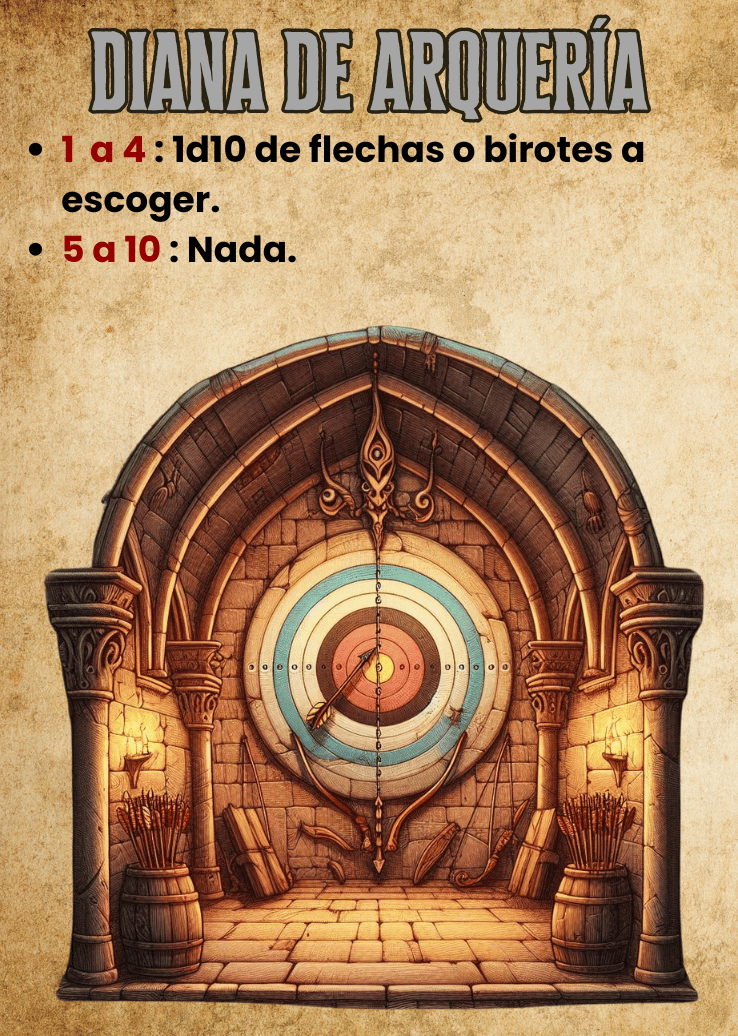 DIANA DE ARQUERÍA
• 1 a 4 : 1d10 de flechas o birotes a
escoger.
• 5 a 10 : Nada.